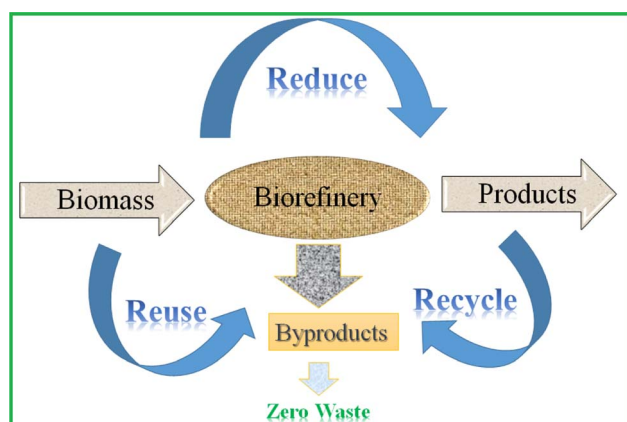 Reduce
Biomass
Biorefinery
Products
Reuse
Recycle
Byproducts
Zero Waste